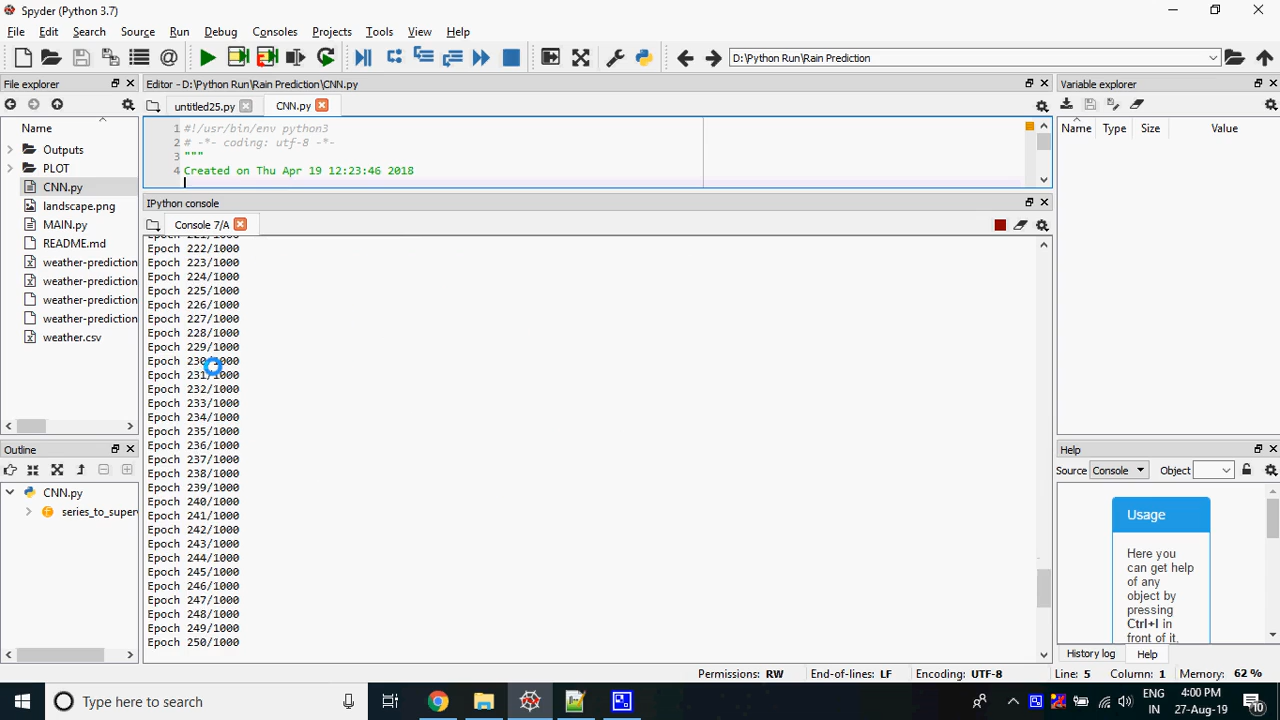 Spyder (Python 3.7)
File Edit Search Source Run Debug Consoles Projects Tools View Help
D:\Python Run\Rain Prediction
File explorer
Name
Outputs
PLOT
CNN.py
landscape.png
MAIN.py
README.md
weather-prediction
weather-prediction
weather-prediction
weather-prediction
weather.csv
Outline
CNN.py
series_to_superv
Editor - D:\Python Run\Rain Prediction\CNN.py
untitled25.py CNN.py
1 #!/usr/bin/env python3
2 # -*- coding: utf-8 -*-
3 """
4 Created on Thu Apr 19 12:23:46 2018
IPython console
Console 7/A
Epoch 221/1000
Epoch 222/1000
Epoch 223/1000
Epoch 224/1000
Epoch 225/1000
Epoch 226/1000
Epoch 227/1000
Epoch 228/1000
Epoch 229/1000
Epoch 230/1000
Epoch 231/1000
Epoch 232/1000
Epoch 233/1000
Epoch 234/1000
Epoch 235/1000
Epoch 236/1000
Epoch 237/1000
Epoch 238/1000
Epoch 239/1000
Epoch 240/1000
Epoch 241/1000
Epoch 242/1000
Epoch 243/1000
Epoch 244/1000
Epoch 245/1000
Epoch 246/1000
Epoch 247/1000
Epoch 248/1000
Epoch 249/1000
Epoch 250/1000
Variable explorer
Name Type Size Value
Help
Source Console Object
Usage
Here you
can get help
of any
object by
pressing
Ctrl+I in
front of it,
History log Help
Permissions: RW End-of-lines: LF Encoding: UTF-8 Line: 5 Column: 1 Memory: 62 %
Type here to search
ENG
IN
4:00 PM
27-Aug-19
10